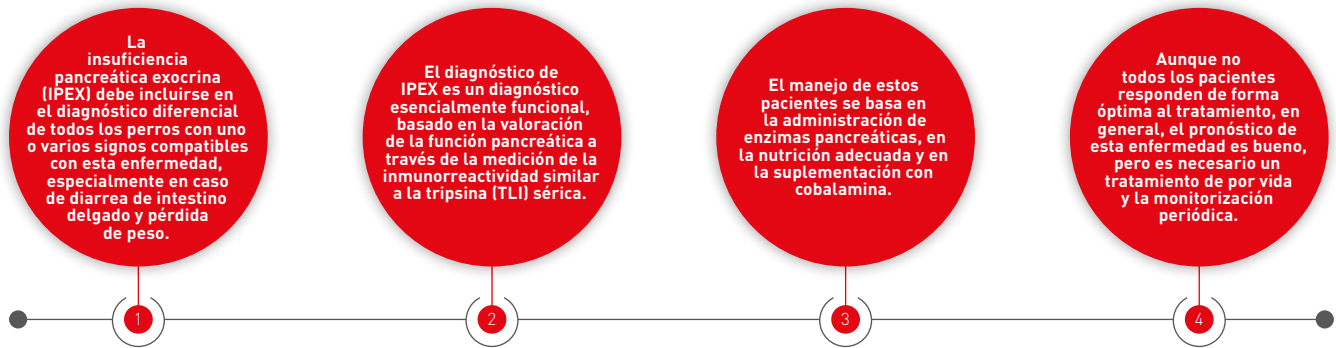 La
insuficiencia
pancreática exocrina
(IPEX) debe incluirse en
el diagnóstico diferencial
de todos los perros con uno
o varios signos compatibles
con esta enfermedad,
especialmente en caso
de diarrea de intestino
delgado y pérdida
de peso.
1
El diagnóstico de
IPEX es un diagnóstico
esencialmente funcional,
basado en la valoración
de la función pancreática a
través de la medición de la
inmunorreactividad similar
a la tripsina (TLI) sérica.
2
El manejo de estos
pacientes se basa en
la administración de
enzimas pancreáticas, en
la nutrición adecuada y en
la suplementación con
cobalamina.
3
Aunque no
todos los pacientes
responden de forma
óptima al tratamiento, en
general, el pronóstico de
esta enfermedad es bueno,
pero es necesario un
tratamiento de por vida
y la monitorización
periódica.
4